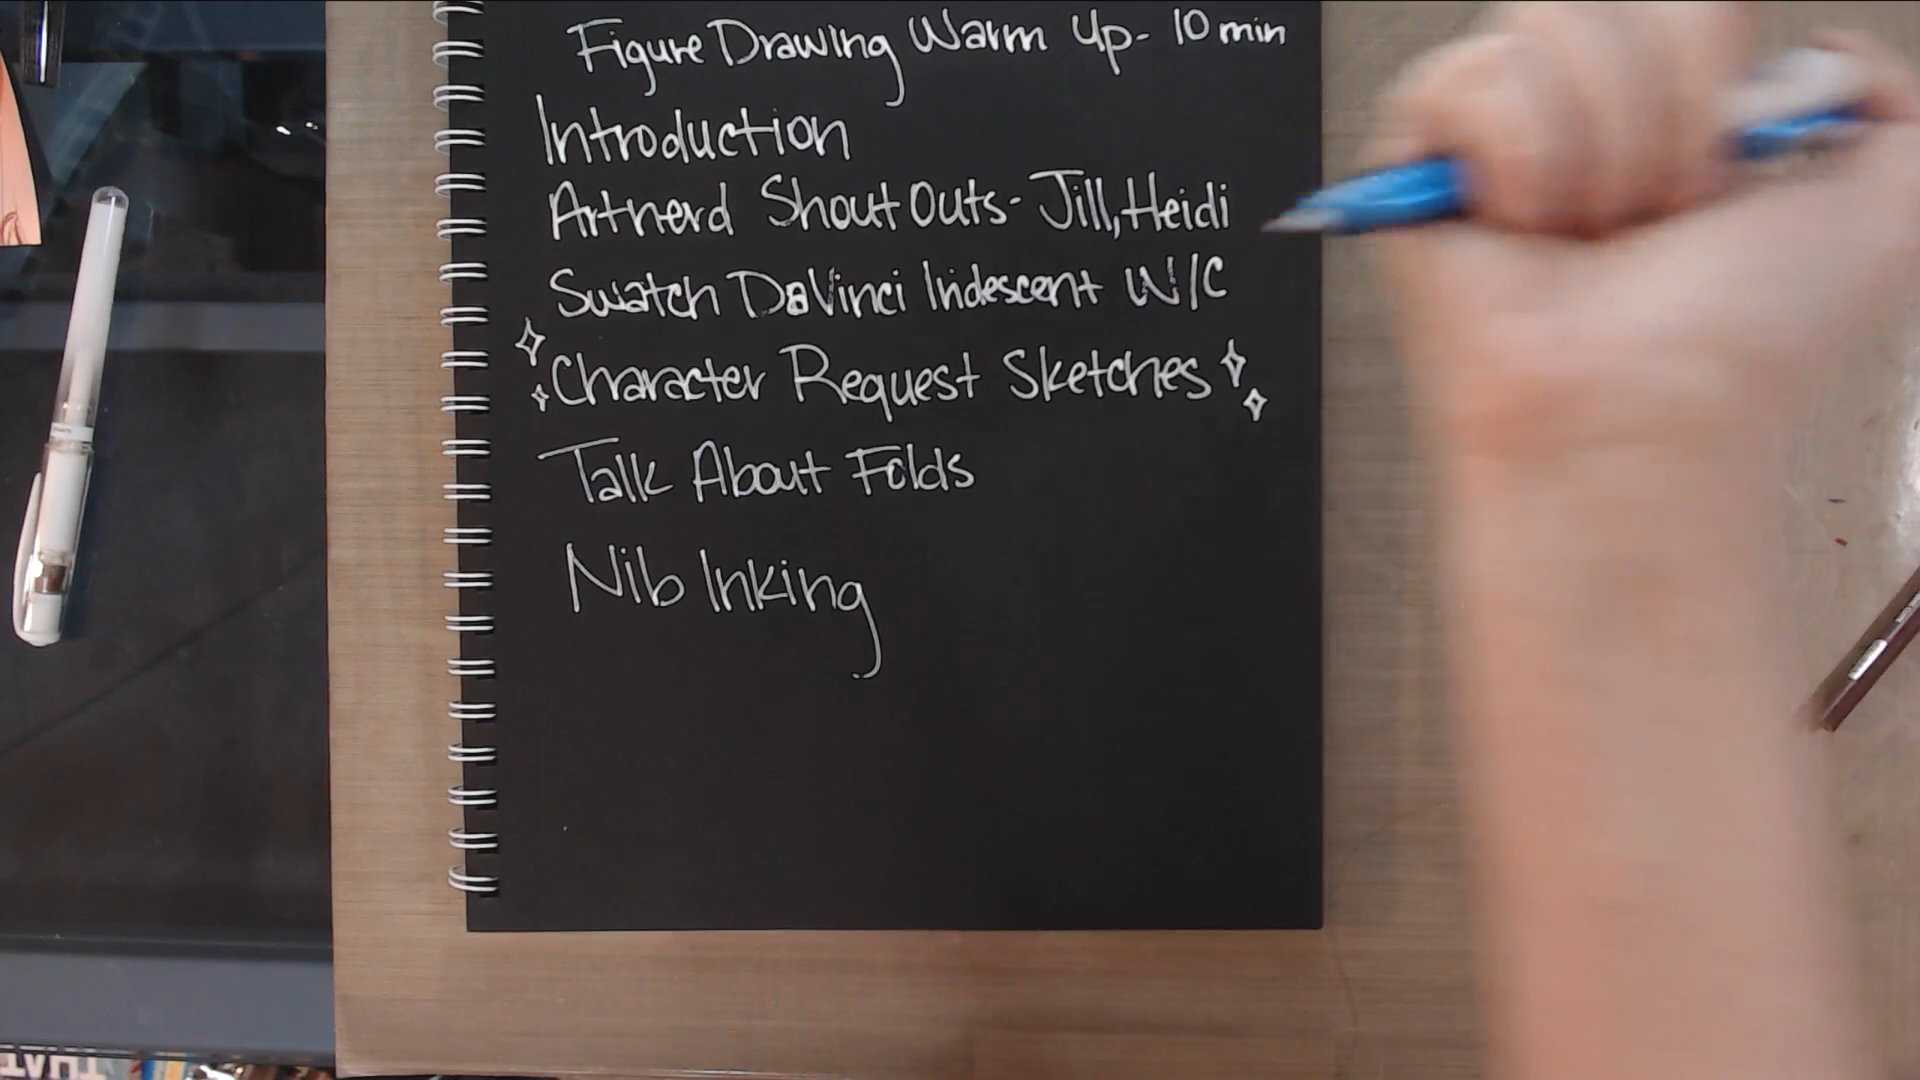 Figure Drawing Warm Up- 10 min
Introduction
Artnerd Shout Outs- Jill, Heidi
Swatch DaVinci Iridescent W/C
Character Request Sketches
Talk About Folds
Nib Inking
THAT